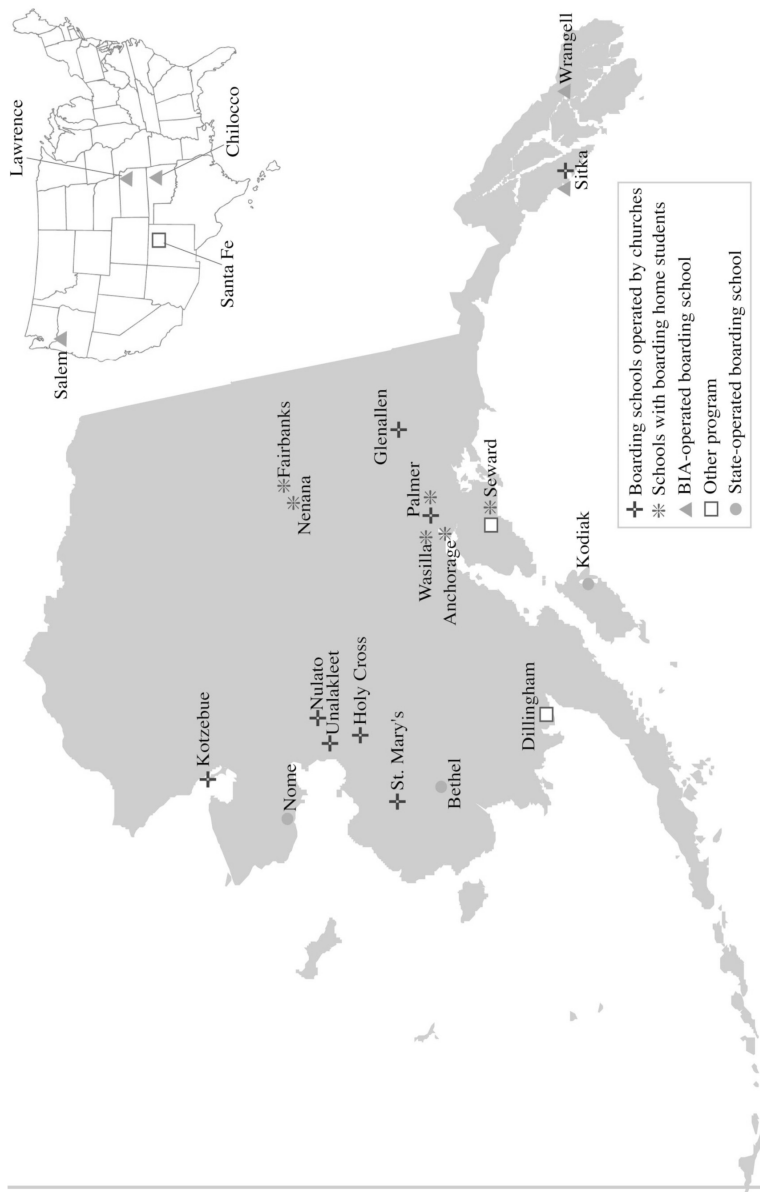 Lawrence
Salem
Chilocco
Santa Fe
Kotzebue
Fairbanks
Nenana
Nome
Nulato
Unalakleet
Holy Cross
Glenallen
St. Mary's
Palmer
Wasilla
Bethel
Anchorage
Seward
Dillingham
Kodiak
Wrangell
Sitka
Boarding schools operated by churches
Schools with boarding home students
BIA-operated boarding school
Other program
State-operated boarding school